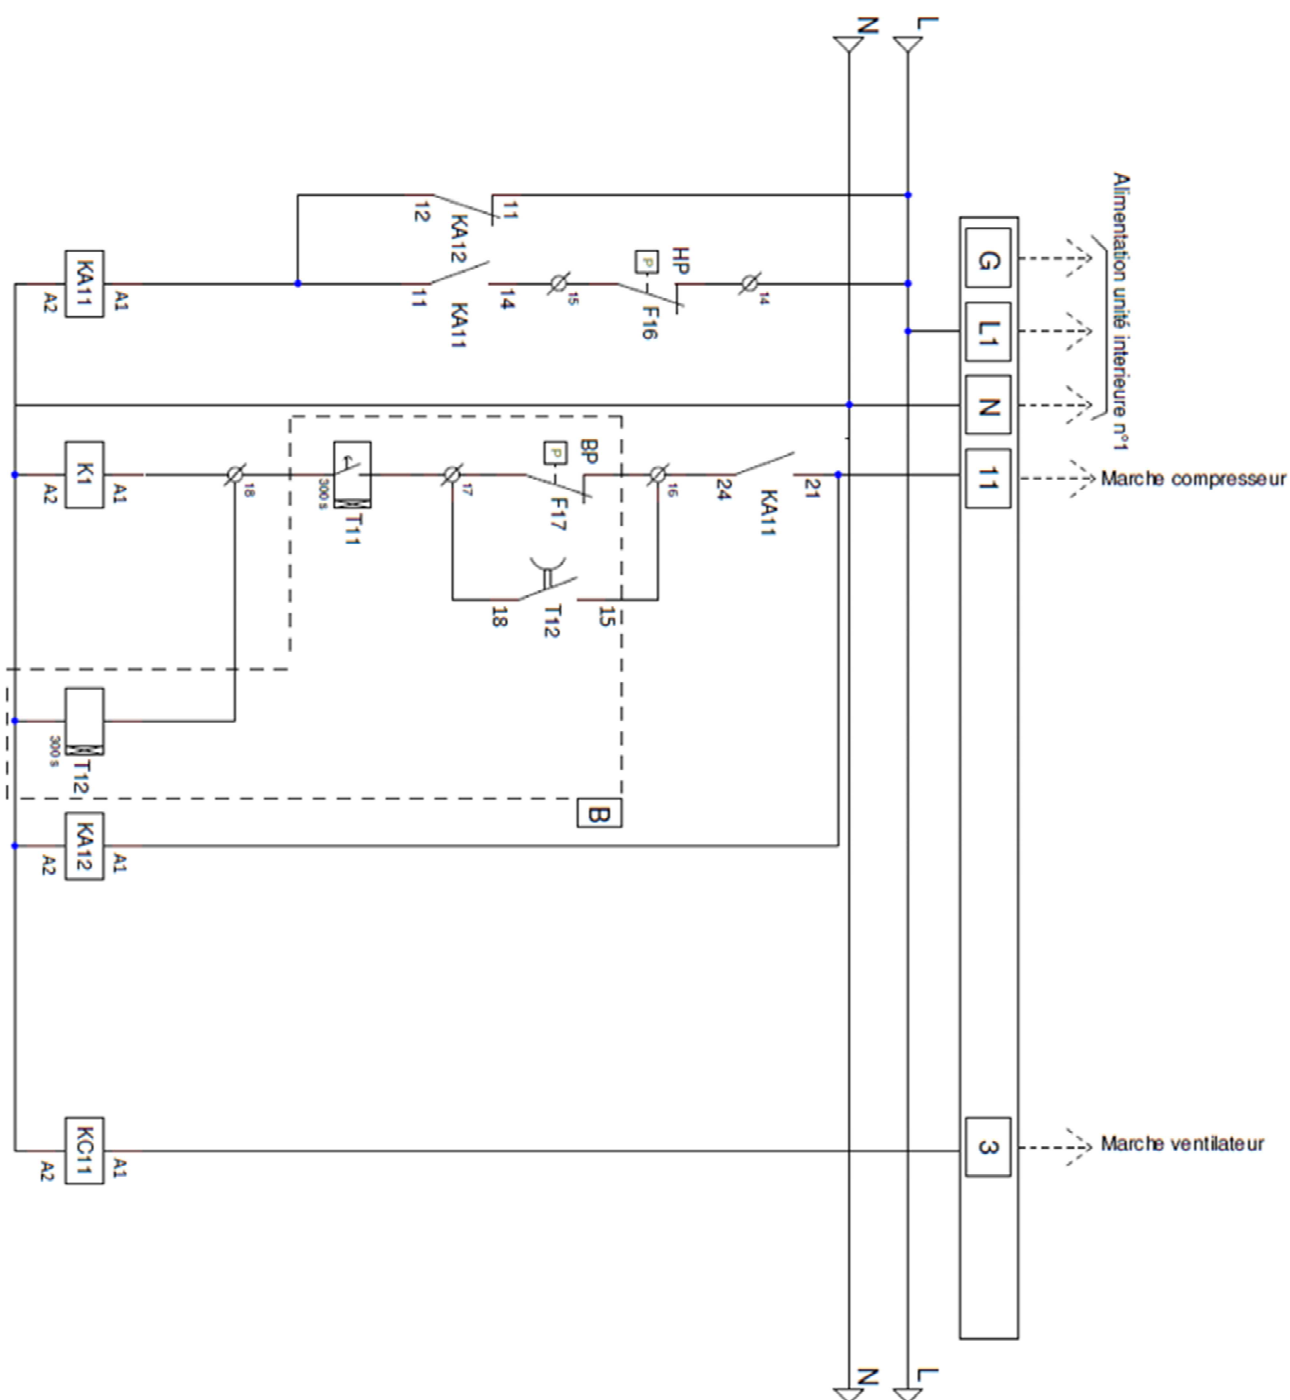 N
L
Alimentation unité interieure n°1
G
L1
N
11
Marche compresseur
3
Marche ventilateur
11
12
KA12
HP
P
F16
14
15
14
11
KA11
KA11
A1
A2
21
24
KA11
16
BP
P
F17
17
15
18
T12
300 s
T11
18
K1
A1
A2
T12
300 s
B
KA12
A1
A2
KC11
A1
A2
N
L